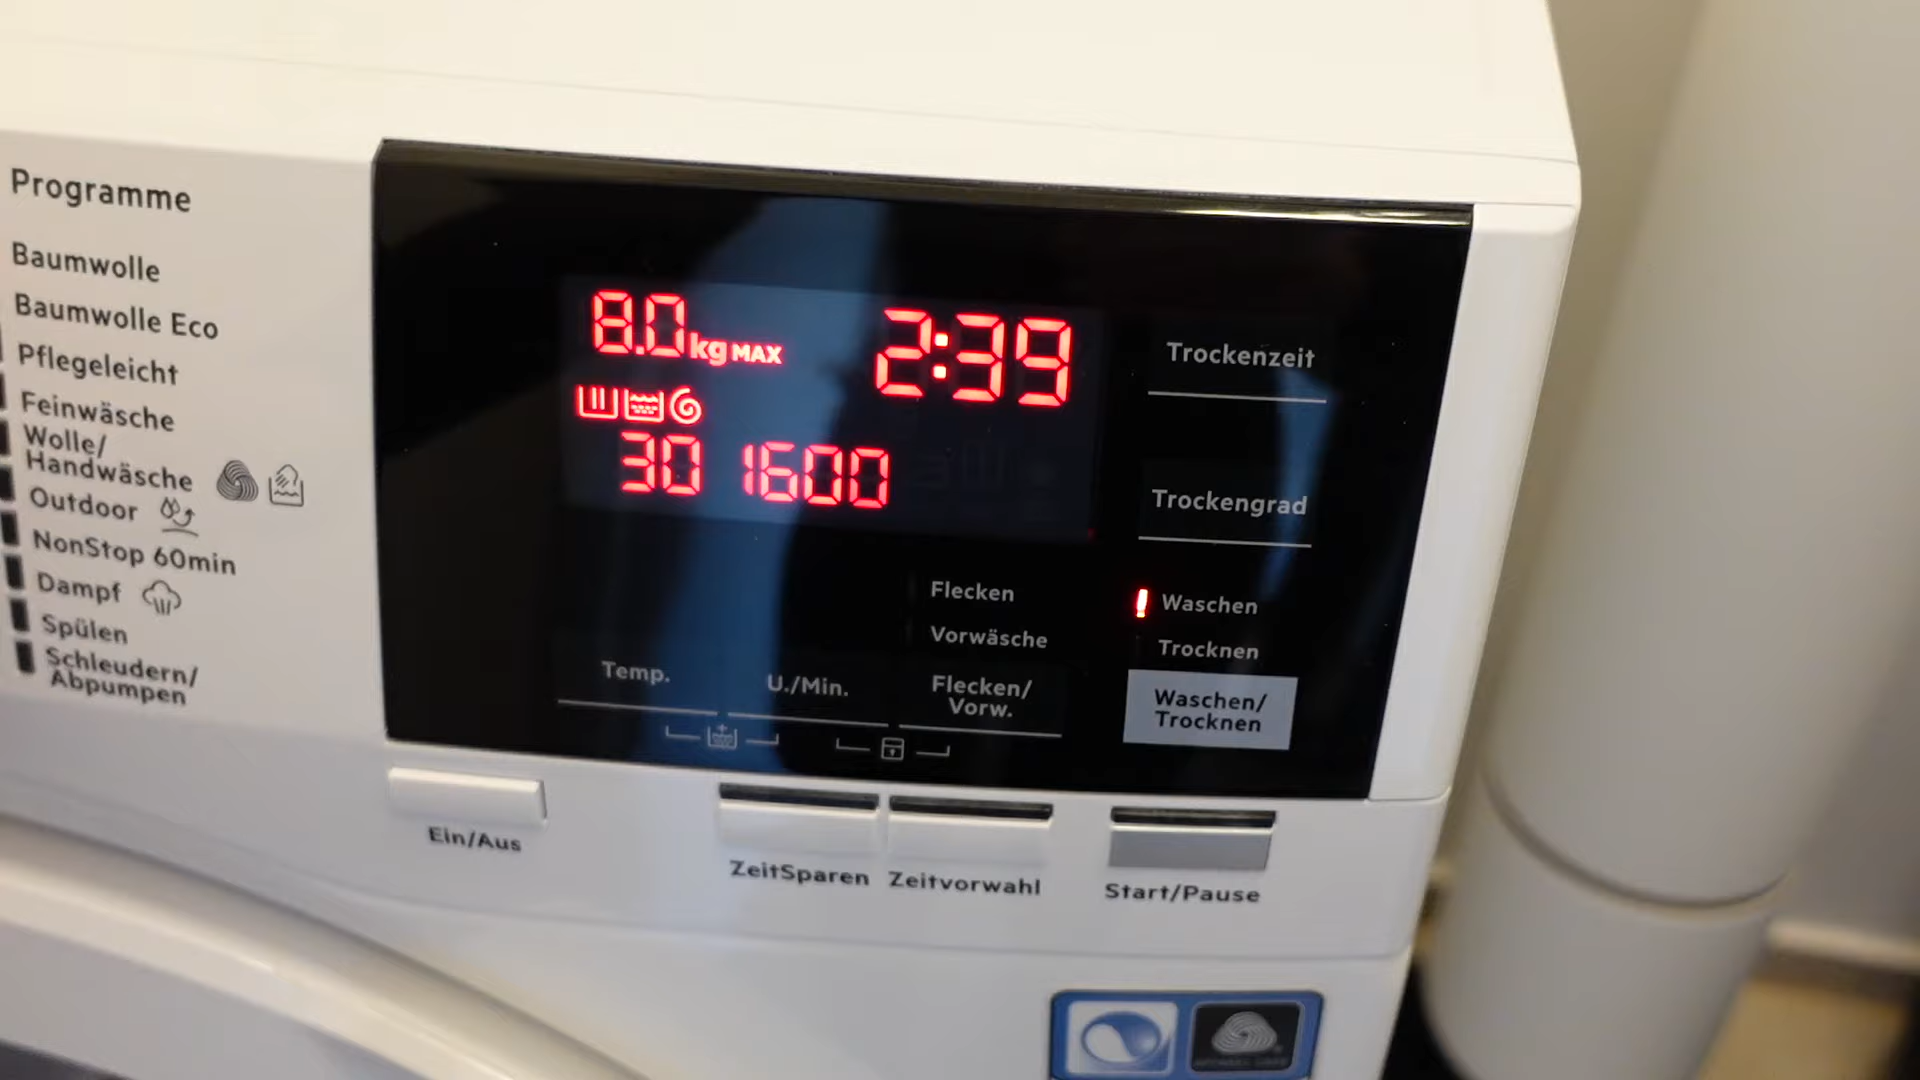 Programme
Baumwolle
Baumwolle Eco
Pflegeleicht
Feinwäsche
Wolle/
Handwäsche
Outdoor
NonStop 60min
Dampf
Spülen
Schleudern/
Abpumpen
8.0 kg MAX
2:39
30 1600
Trockenzeit
Trockengrad
Flecken
Vorwäsche
Waschen
Trocknen
Temp.
U./Min.
Flecken/
Vorw.
Waschen/
Trocknen
Ein/Aus
ZeitSparen
Zeitvorwahl
Start/Pause